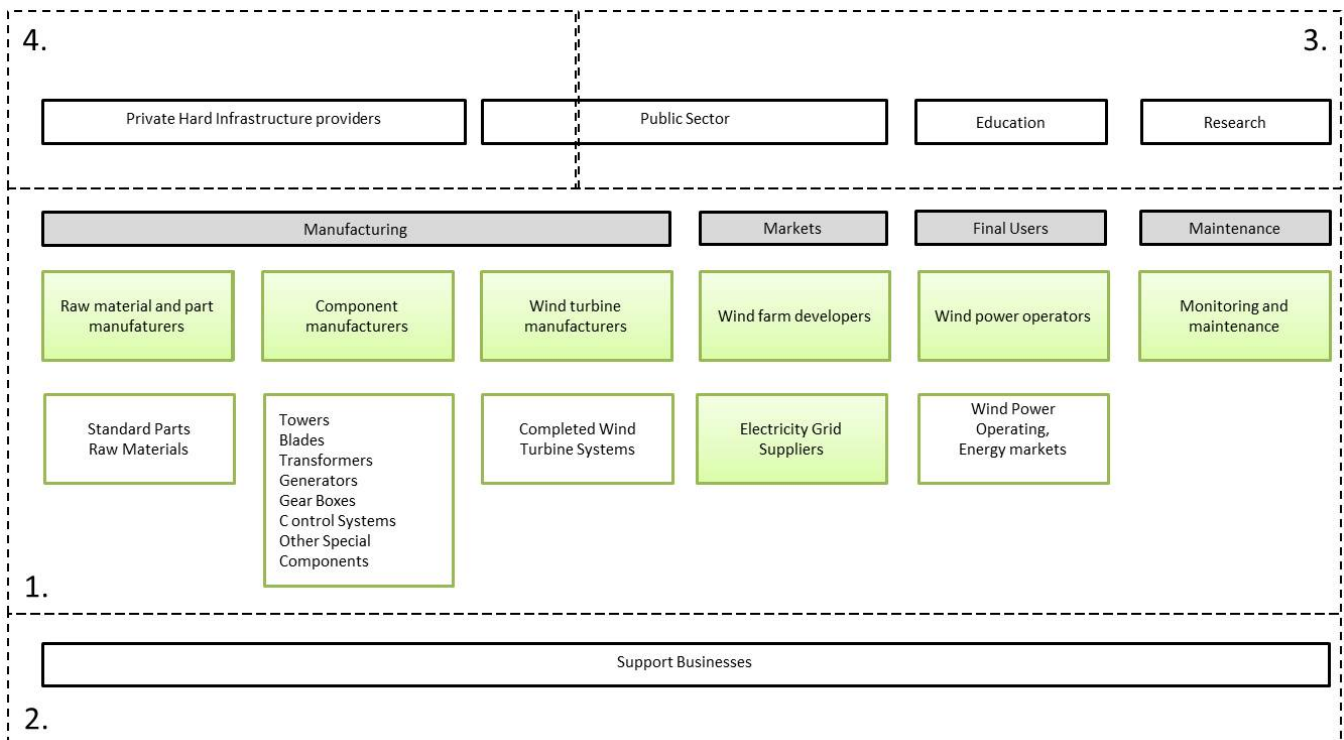 4.
3.
Private Hard Infrastructure providers
Public Sector
Education
Research
Manufacturing
Markets
Final Users
Maintenance
Raw material and part
manufaturers
Component
manufacturers
Wind turbine
manufacturers
Wind farm developers
Wind power operators
Monitoring and
maintenance
Standard Parts
Raw Materials
Towers
Blades
Transformers
Generators
Gear Boxes
C ontrol Systems
Other Special
Components
Completed Wind
Turbine Systems
Electricity Grid
Suppliers
Wind Power
Operating,
Energy markets
1.
Support Businesses
2.